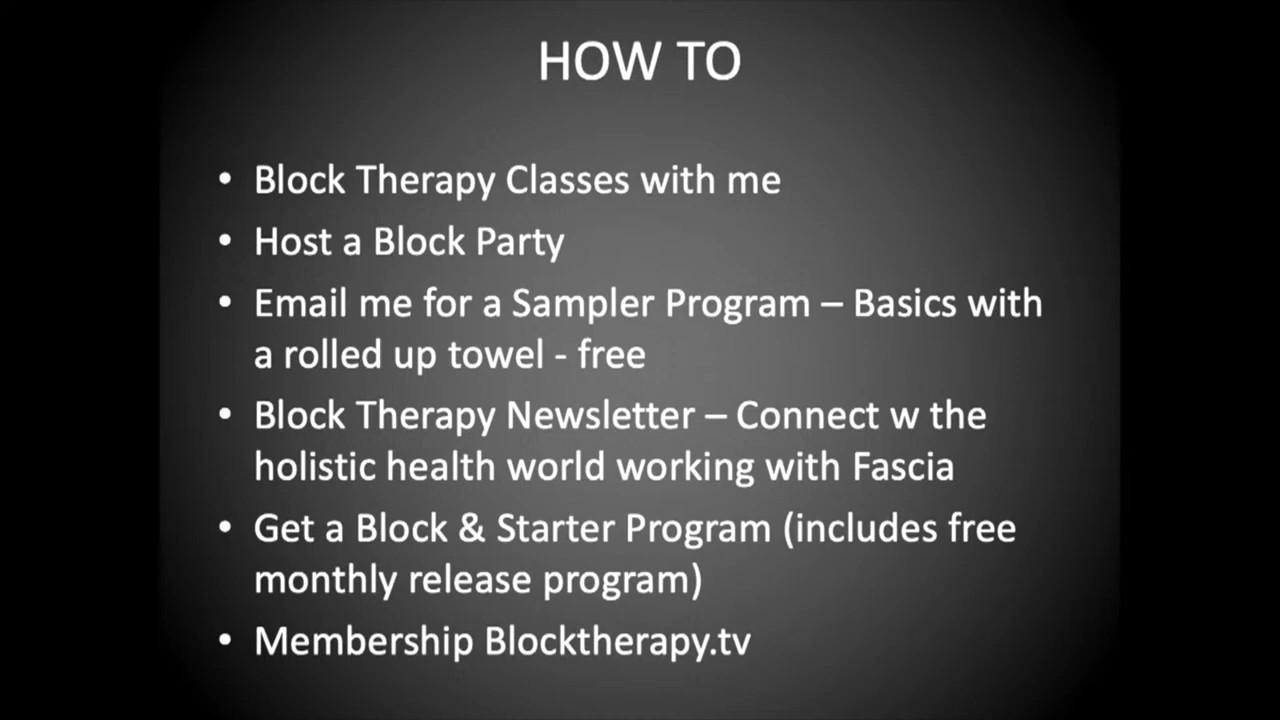 HOW TO
• Block Therapy Classes with me
• Host a Block Party
• Email me for a Sampler Program – Basics with
a rolled up towel - free
• Block Therapy Newsletter – Connect w the
holistic health world working with Fascia
• Get a Block & Starter Program (includes free
monthly release program)
• Membership Blocktherapy.tv